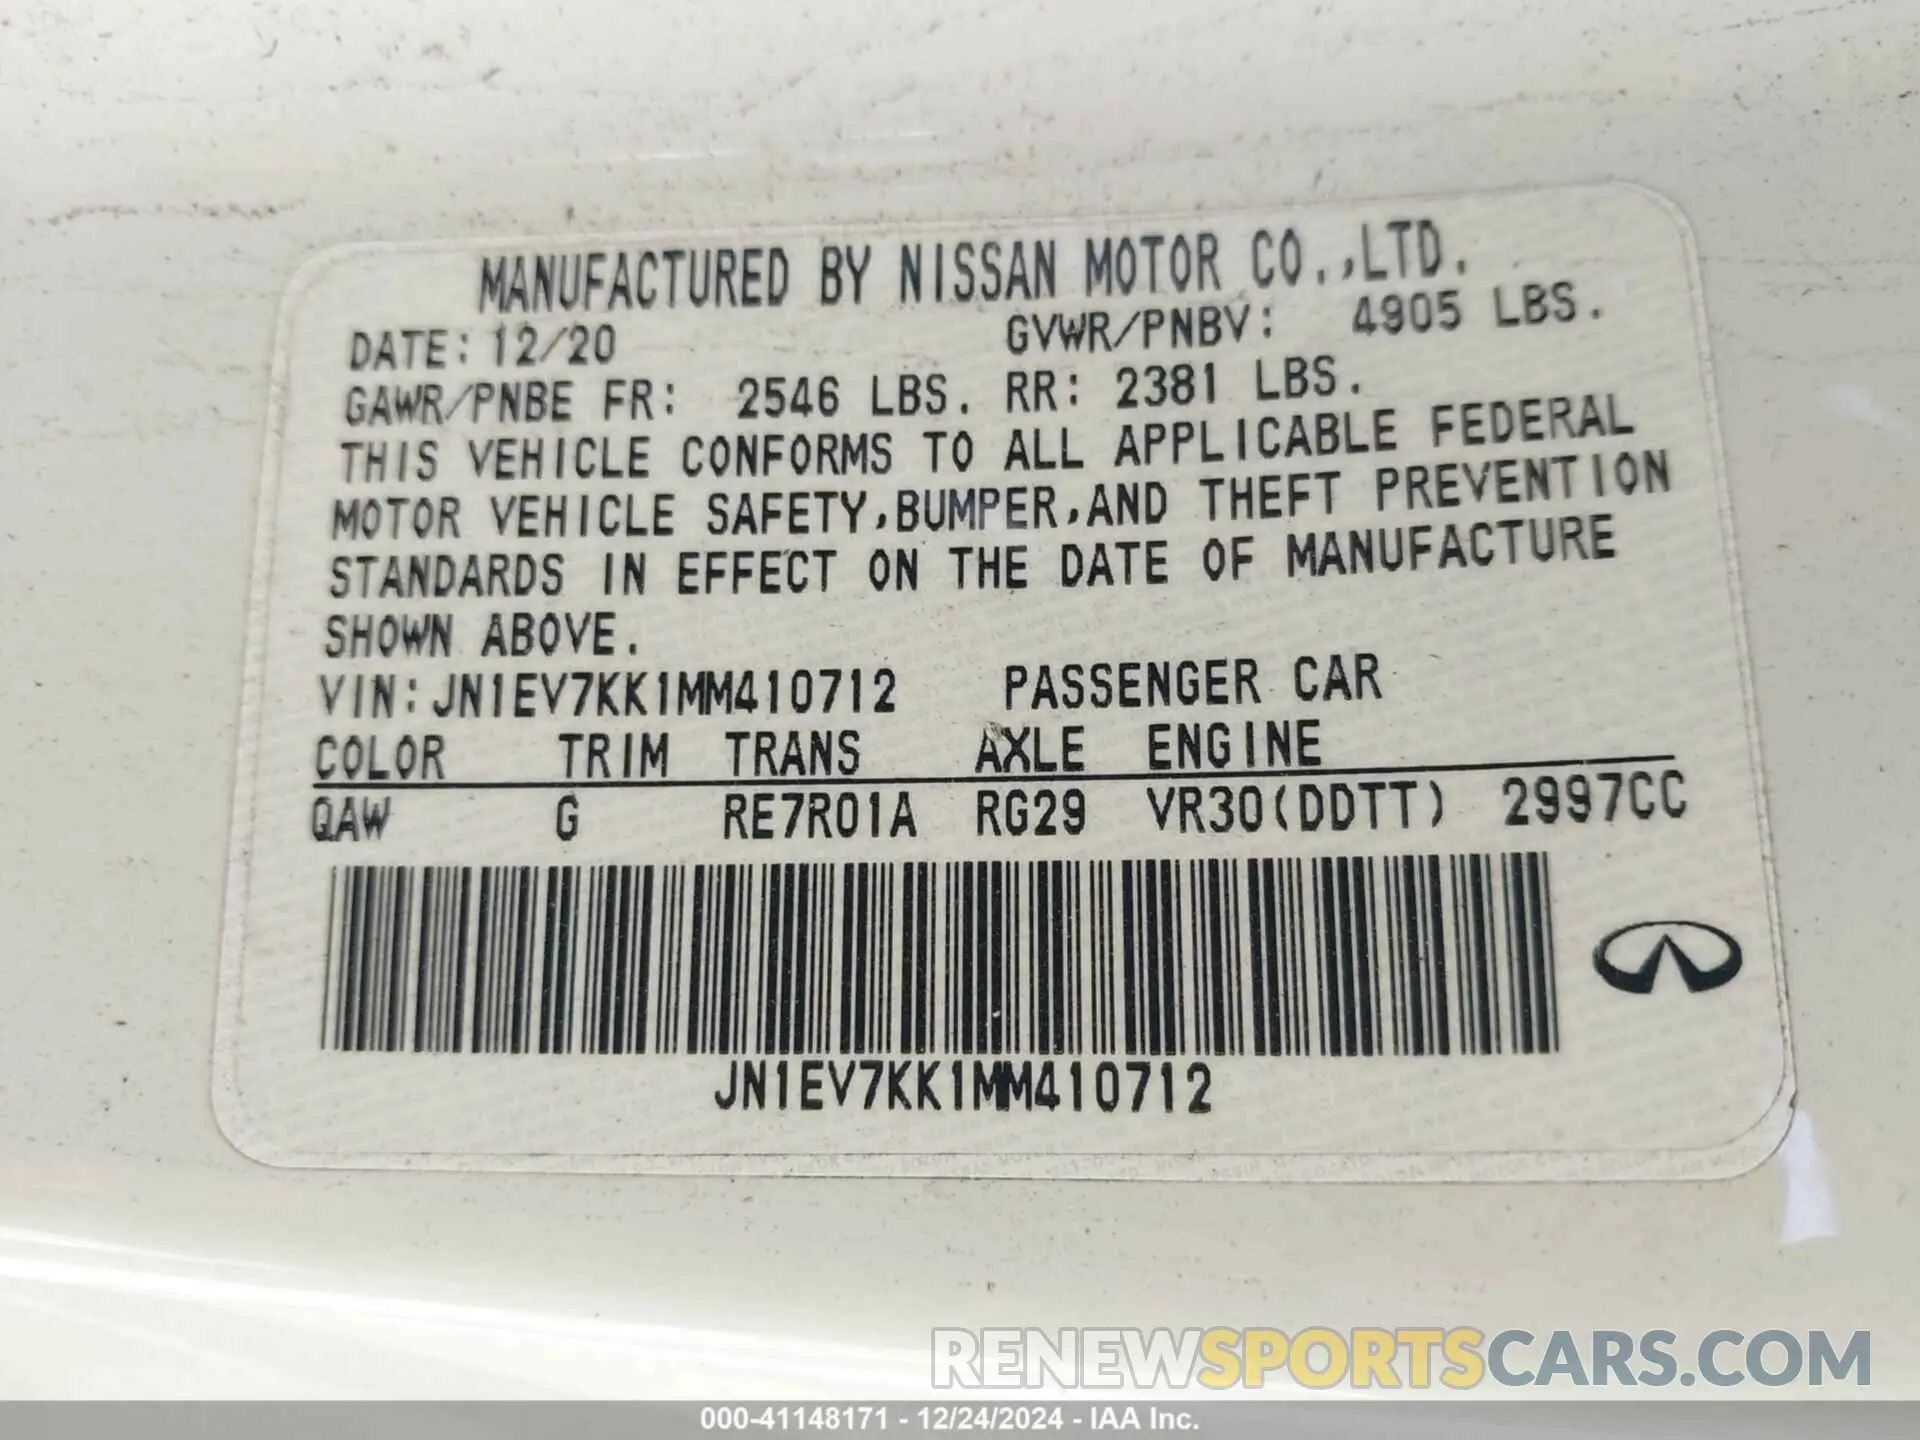 MANUFACTURED BY NISSAN MOTOR CO.,LTD.
DATE: 12/20 GVWR/PNBV: 4905 LBS.
GAWR/PNBE FR: 2546 LBS. RR: 2381 LBS.
THIS VEHICLE CONFORMS TO ALL APPLICABLE FEDERAL
MOTOR VEHICLE SAFETY,BUMPER,AND THEFT PREVENTION
STANDARDS IN EFFECT ON THE DATE OF MANUFACTURE
SHOWN ABOVE.
VIN:JN1EV7KK1MM410712 PASSENGER CAR
COLOR TRIM TRANS AXLE ENGINE
QAW G RE7R01A RG29 VR30(DDTT) 2997CC
JN1EV7KK1MM410712
RENEWSPORTSCARS.COM
000-41148171 - 12/24/2024 - IAA Inc.